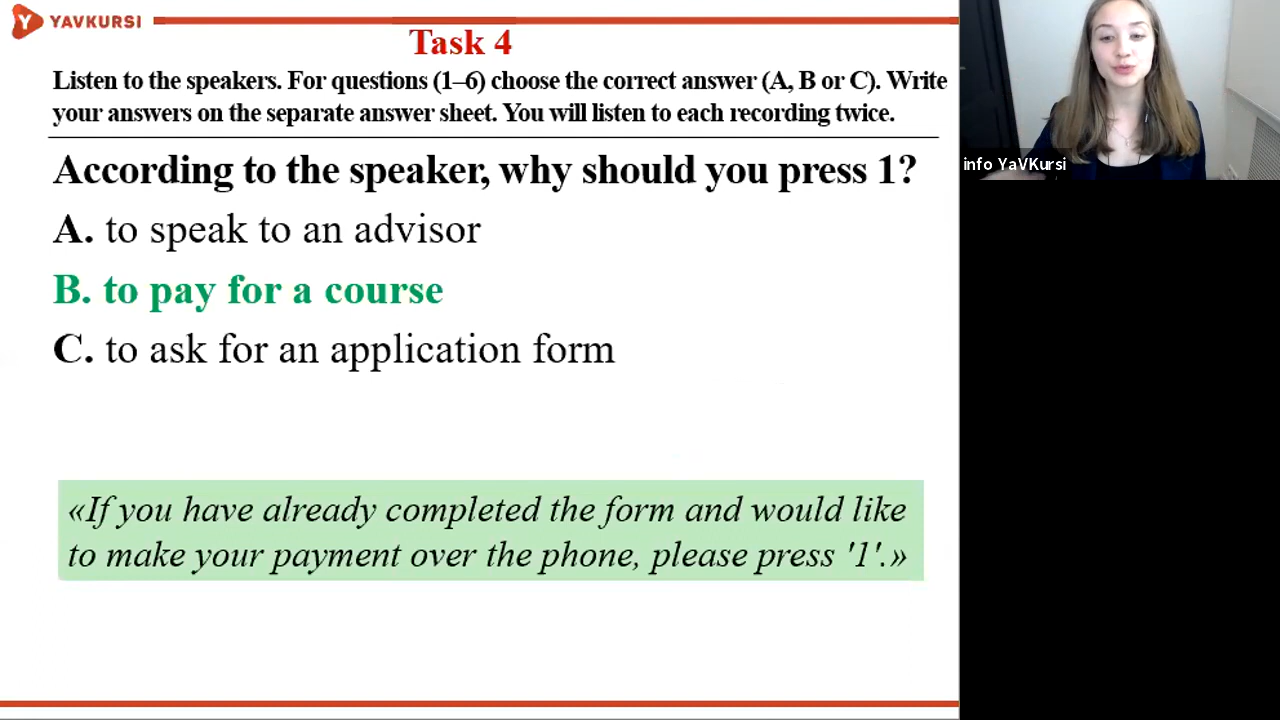 YAVKURSI
Task 4
Listen to the speakers. For questions (1–6) choose the correct answer (A, B or C). Write
your answers on the separate answer sheet. You will listen to each recording twice.
According to the speaker, why should you press 1?
A. to speak to an advisor
B. to pay for a course
C. to ask for an application form
«If you have already completed the form and would like
to make your payment over the phone, please press '1'.»
info YaVKursi